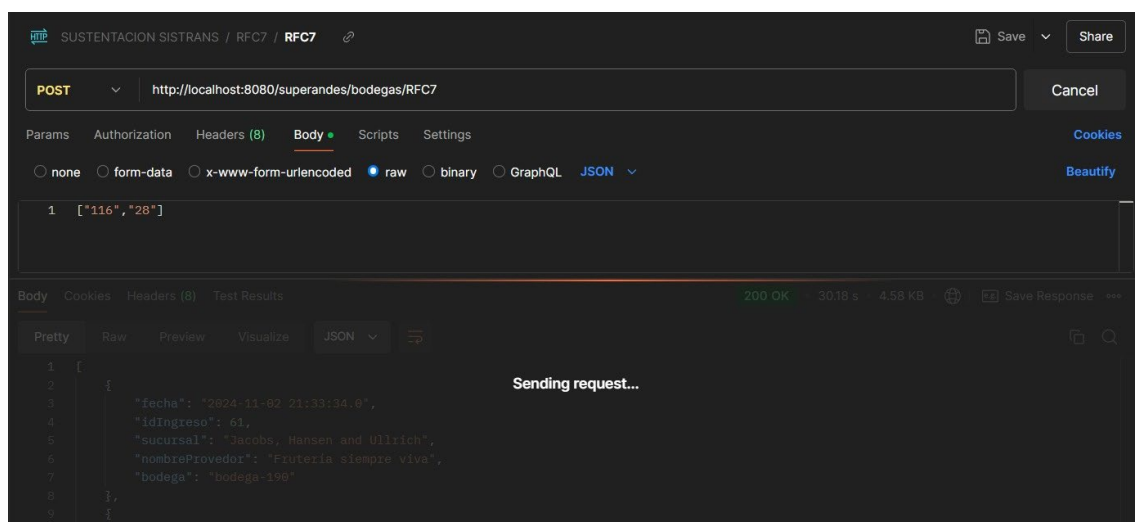 HTTP SUSTENTACION SISTRANS / RFC7 / RFC7 Save Share
POST http://localhost:8080/superandes/bodegas/RFC7 Cancel
Params Authorization Headers (8) Body Scripts Settings Cookies
none form-data x-www-form-urlencoded raw binary GraphQL JSON Beautify
1 ["116","28"]
Body Cookies Headers (8) Test Results 200 OK 30.18 s 4.58 KB e.g. Save Response
Pretty Raw Preview Visualize JSON
1 [
2 {
Sending request...
3 "fecha": "2024-11-02 21:33:34.0",
4 "idIngreso": 61,
5 "sucursal": "Jacobs, Hansen and Ullrich",
6 "nombreProvedor": "Fruteria siempre viva",
7 "bodega": "bodega-190"
8 },
9 {